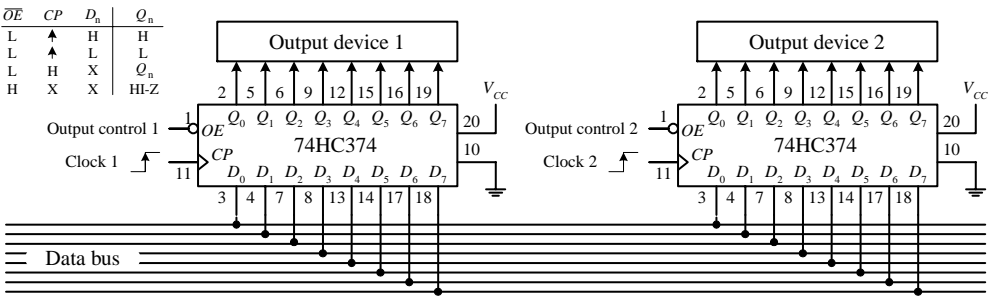 OE CP Dn Qn
L ↑ H H
L ↑ L L
L H X Qn
H X X HI-Z
Output device 1
2 5 6 9 12 15 16 19
VCC
Q0 Q1 Q2 Q3 Q4 Q5 Q6 Q7
Output control 1
1
OE
20
74HC374
10
Clock 1
CP
11
D0 D1 D2 D3 D4 D5 D6 D7
3 4 7 8 13 14 17 18
Output device 2
2 5 6 9 12 15 16 19
VCC
Q0 Q1 Q2 Q3 Q4 Q5 Q6 Q7
Output control 2
1
OE
20
74HC374
10
Clock 2
CP
11
D0 D1 D2 D3 D4 D5 D6 D7
3 4 7 8 13 14 17 18
Data bus